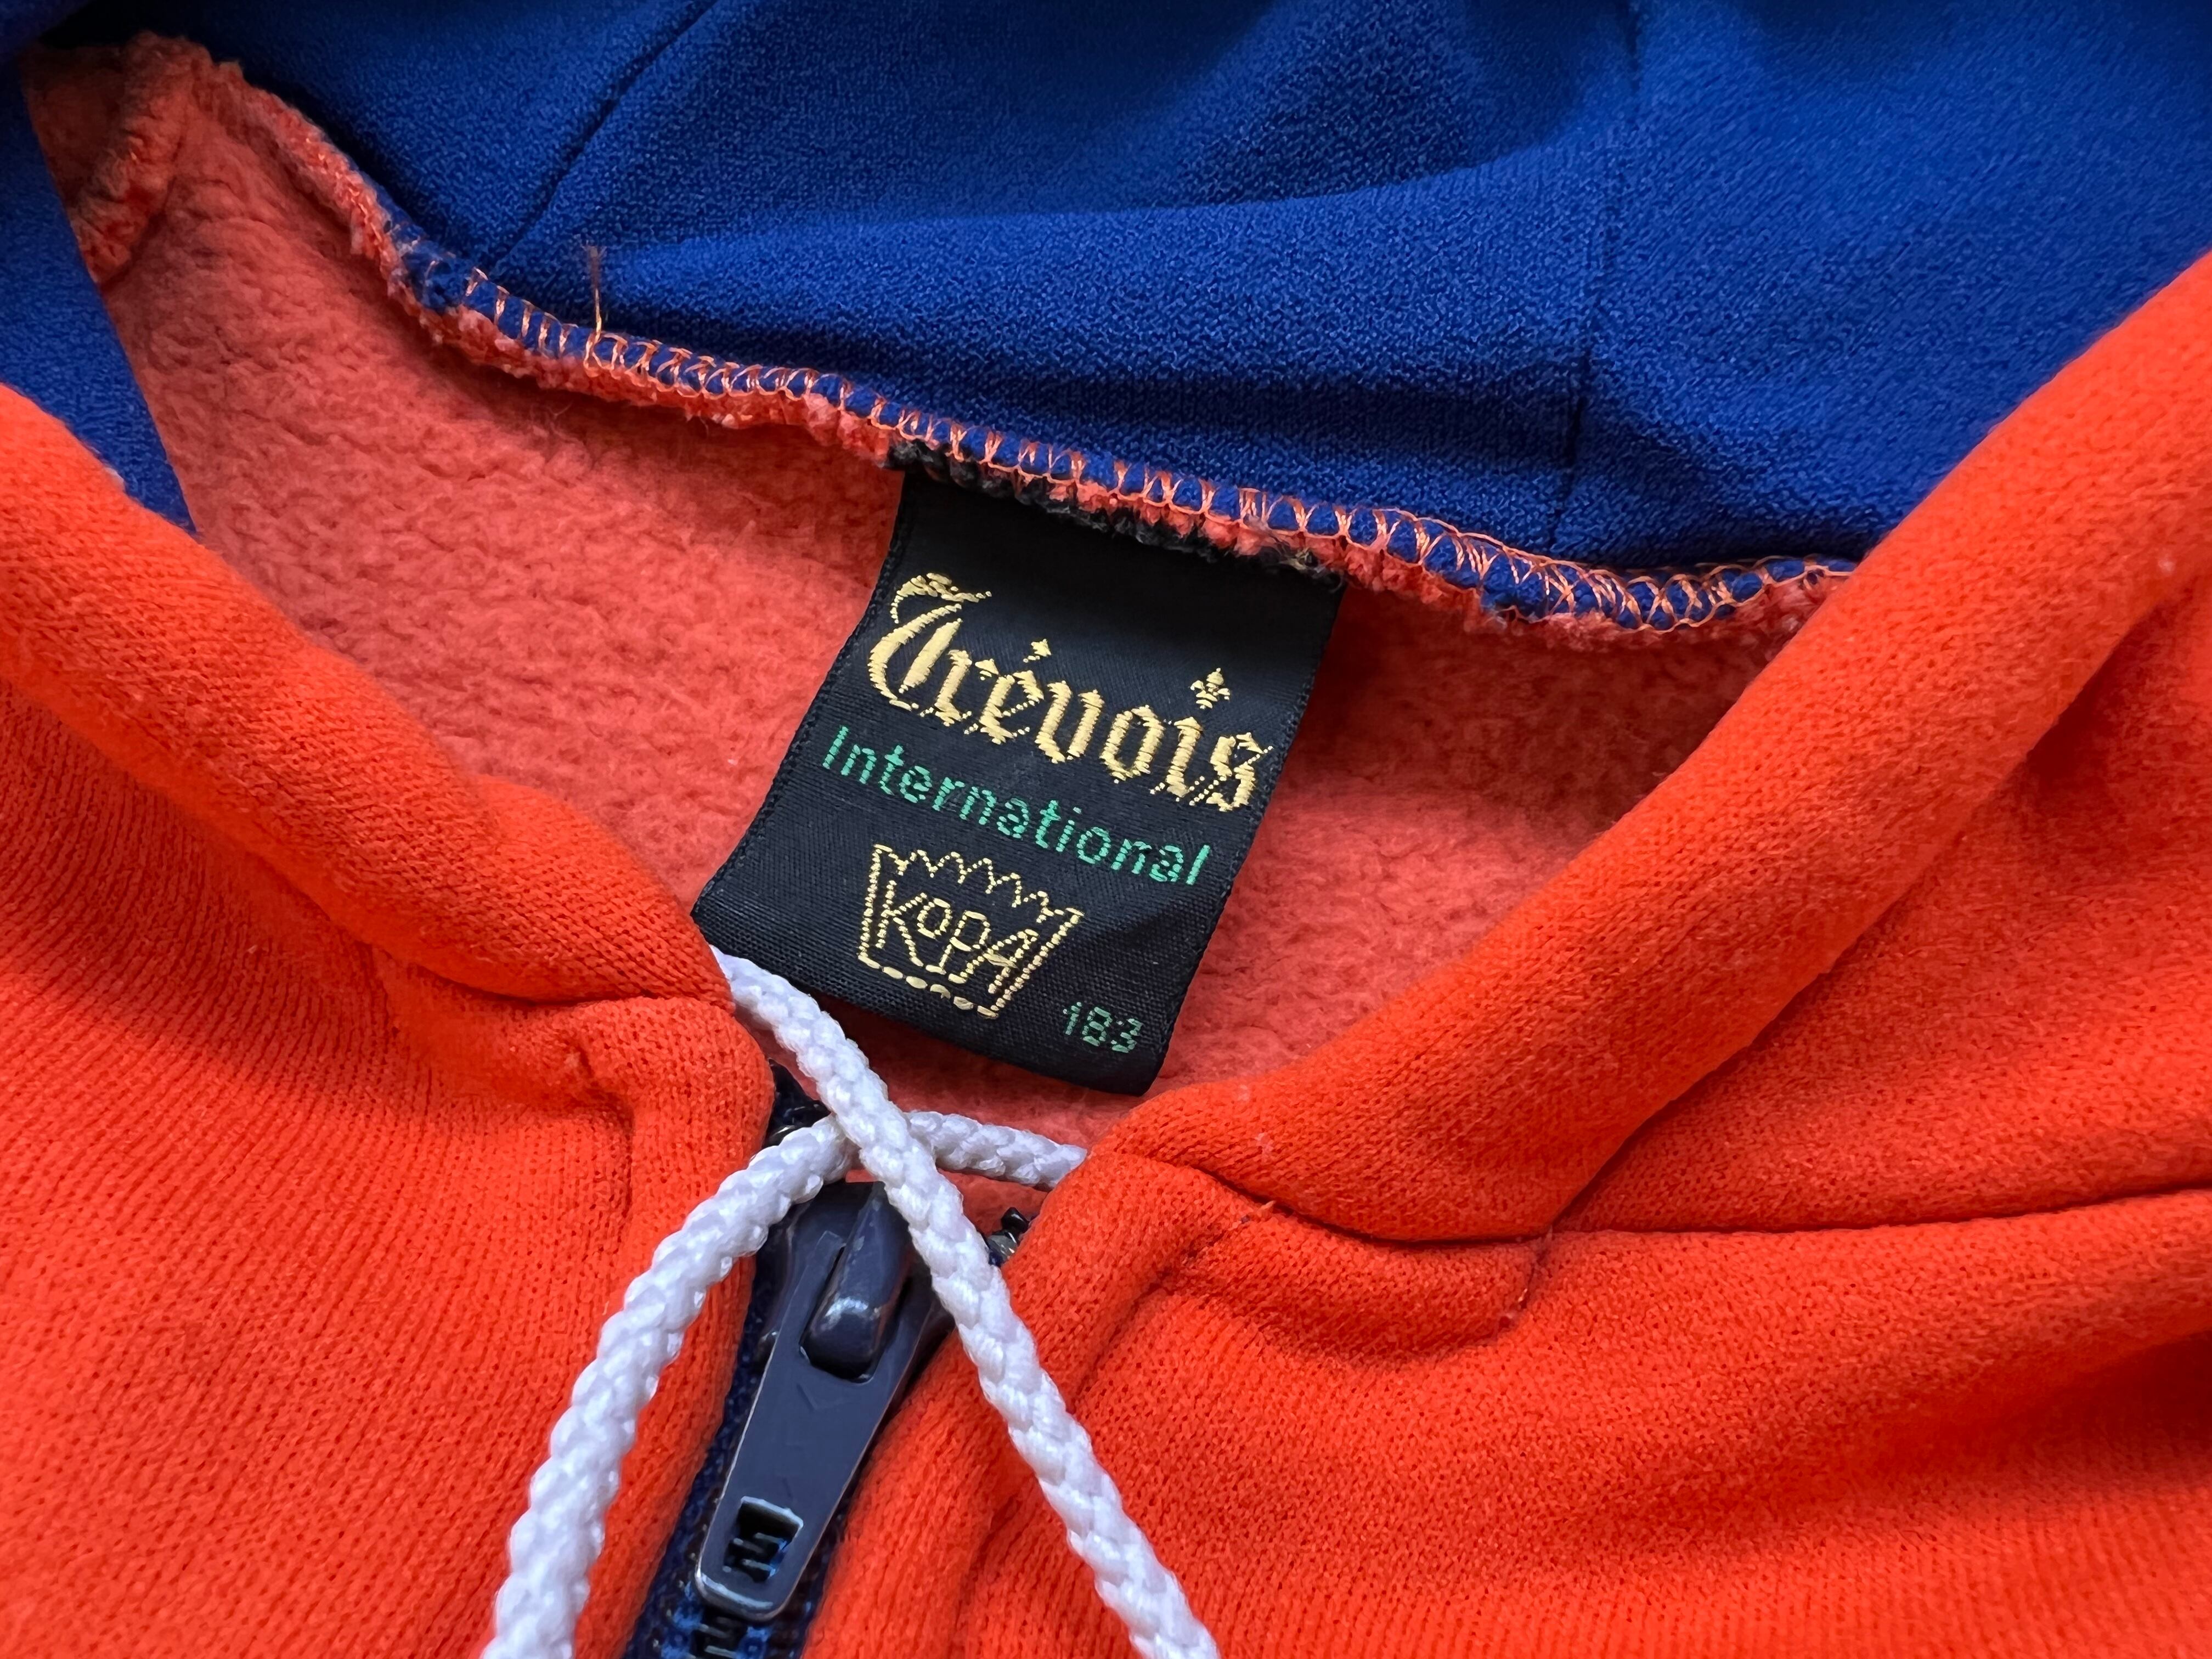 Trévois
International
KOPA
183